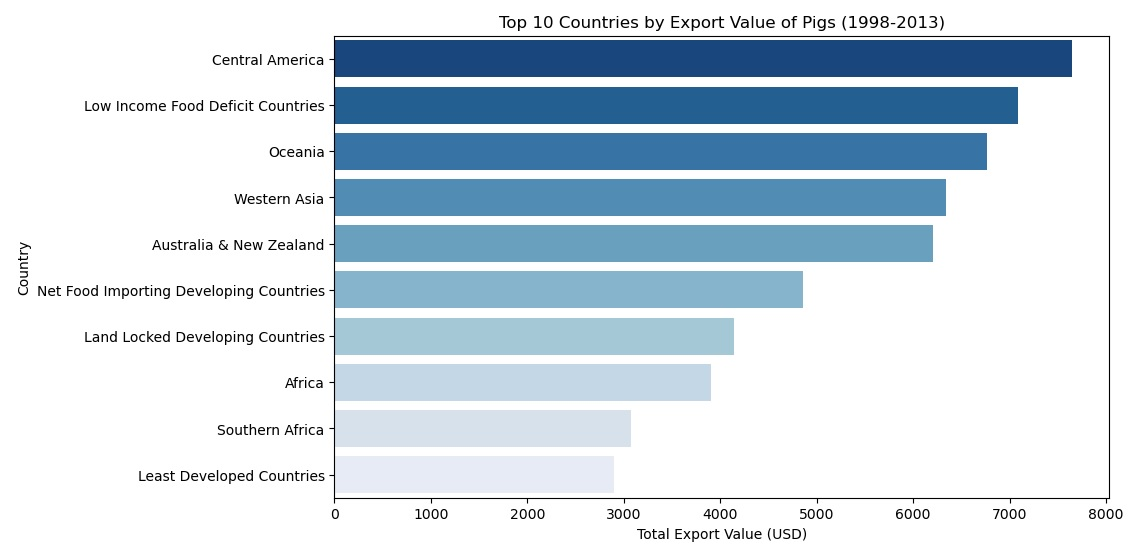 Top 10 Countries by Export Value of Pigs (1998-2013)
Country
Central America
Low Income Food Deficit Countries
Oceania
Western Asia
Australia & New Zealand
Net Food Importing Developing Countries
Land Locked Developing Countries
Africa
Southern Africa
Least Developed Countries
0 1000 2000 3000 4000 5000 6000 7000 8000
Total Export Value (USD)